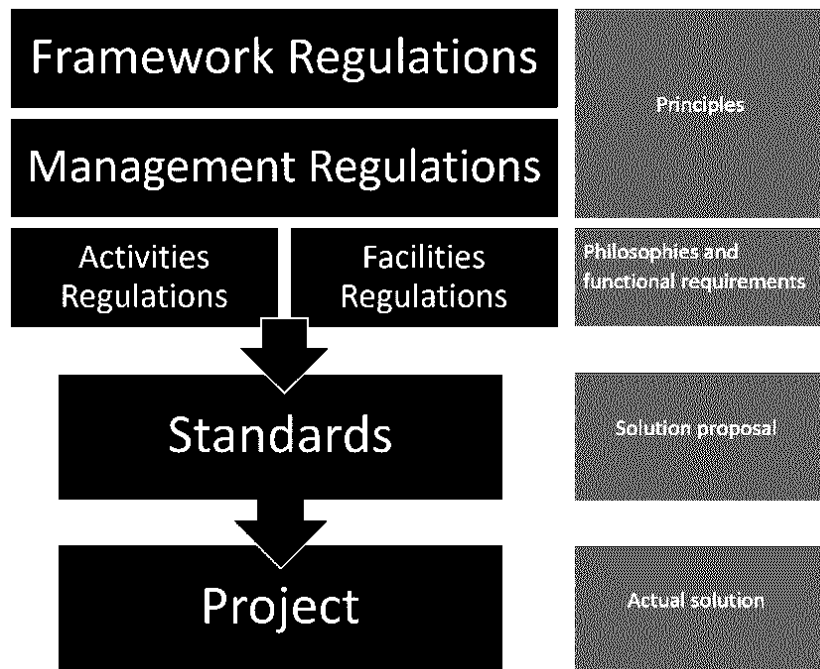 Framework Regulations
Principles
Management Regulations
Activities
Regulations
Facilities
Regulations
Philosophies and
functional requirements
Standards
Solution proposal
Project
Actual solution